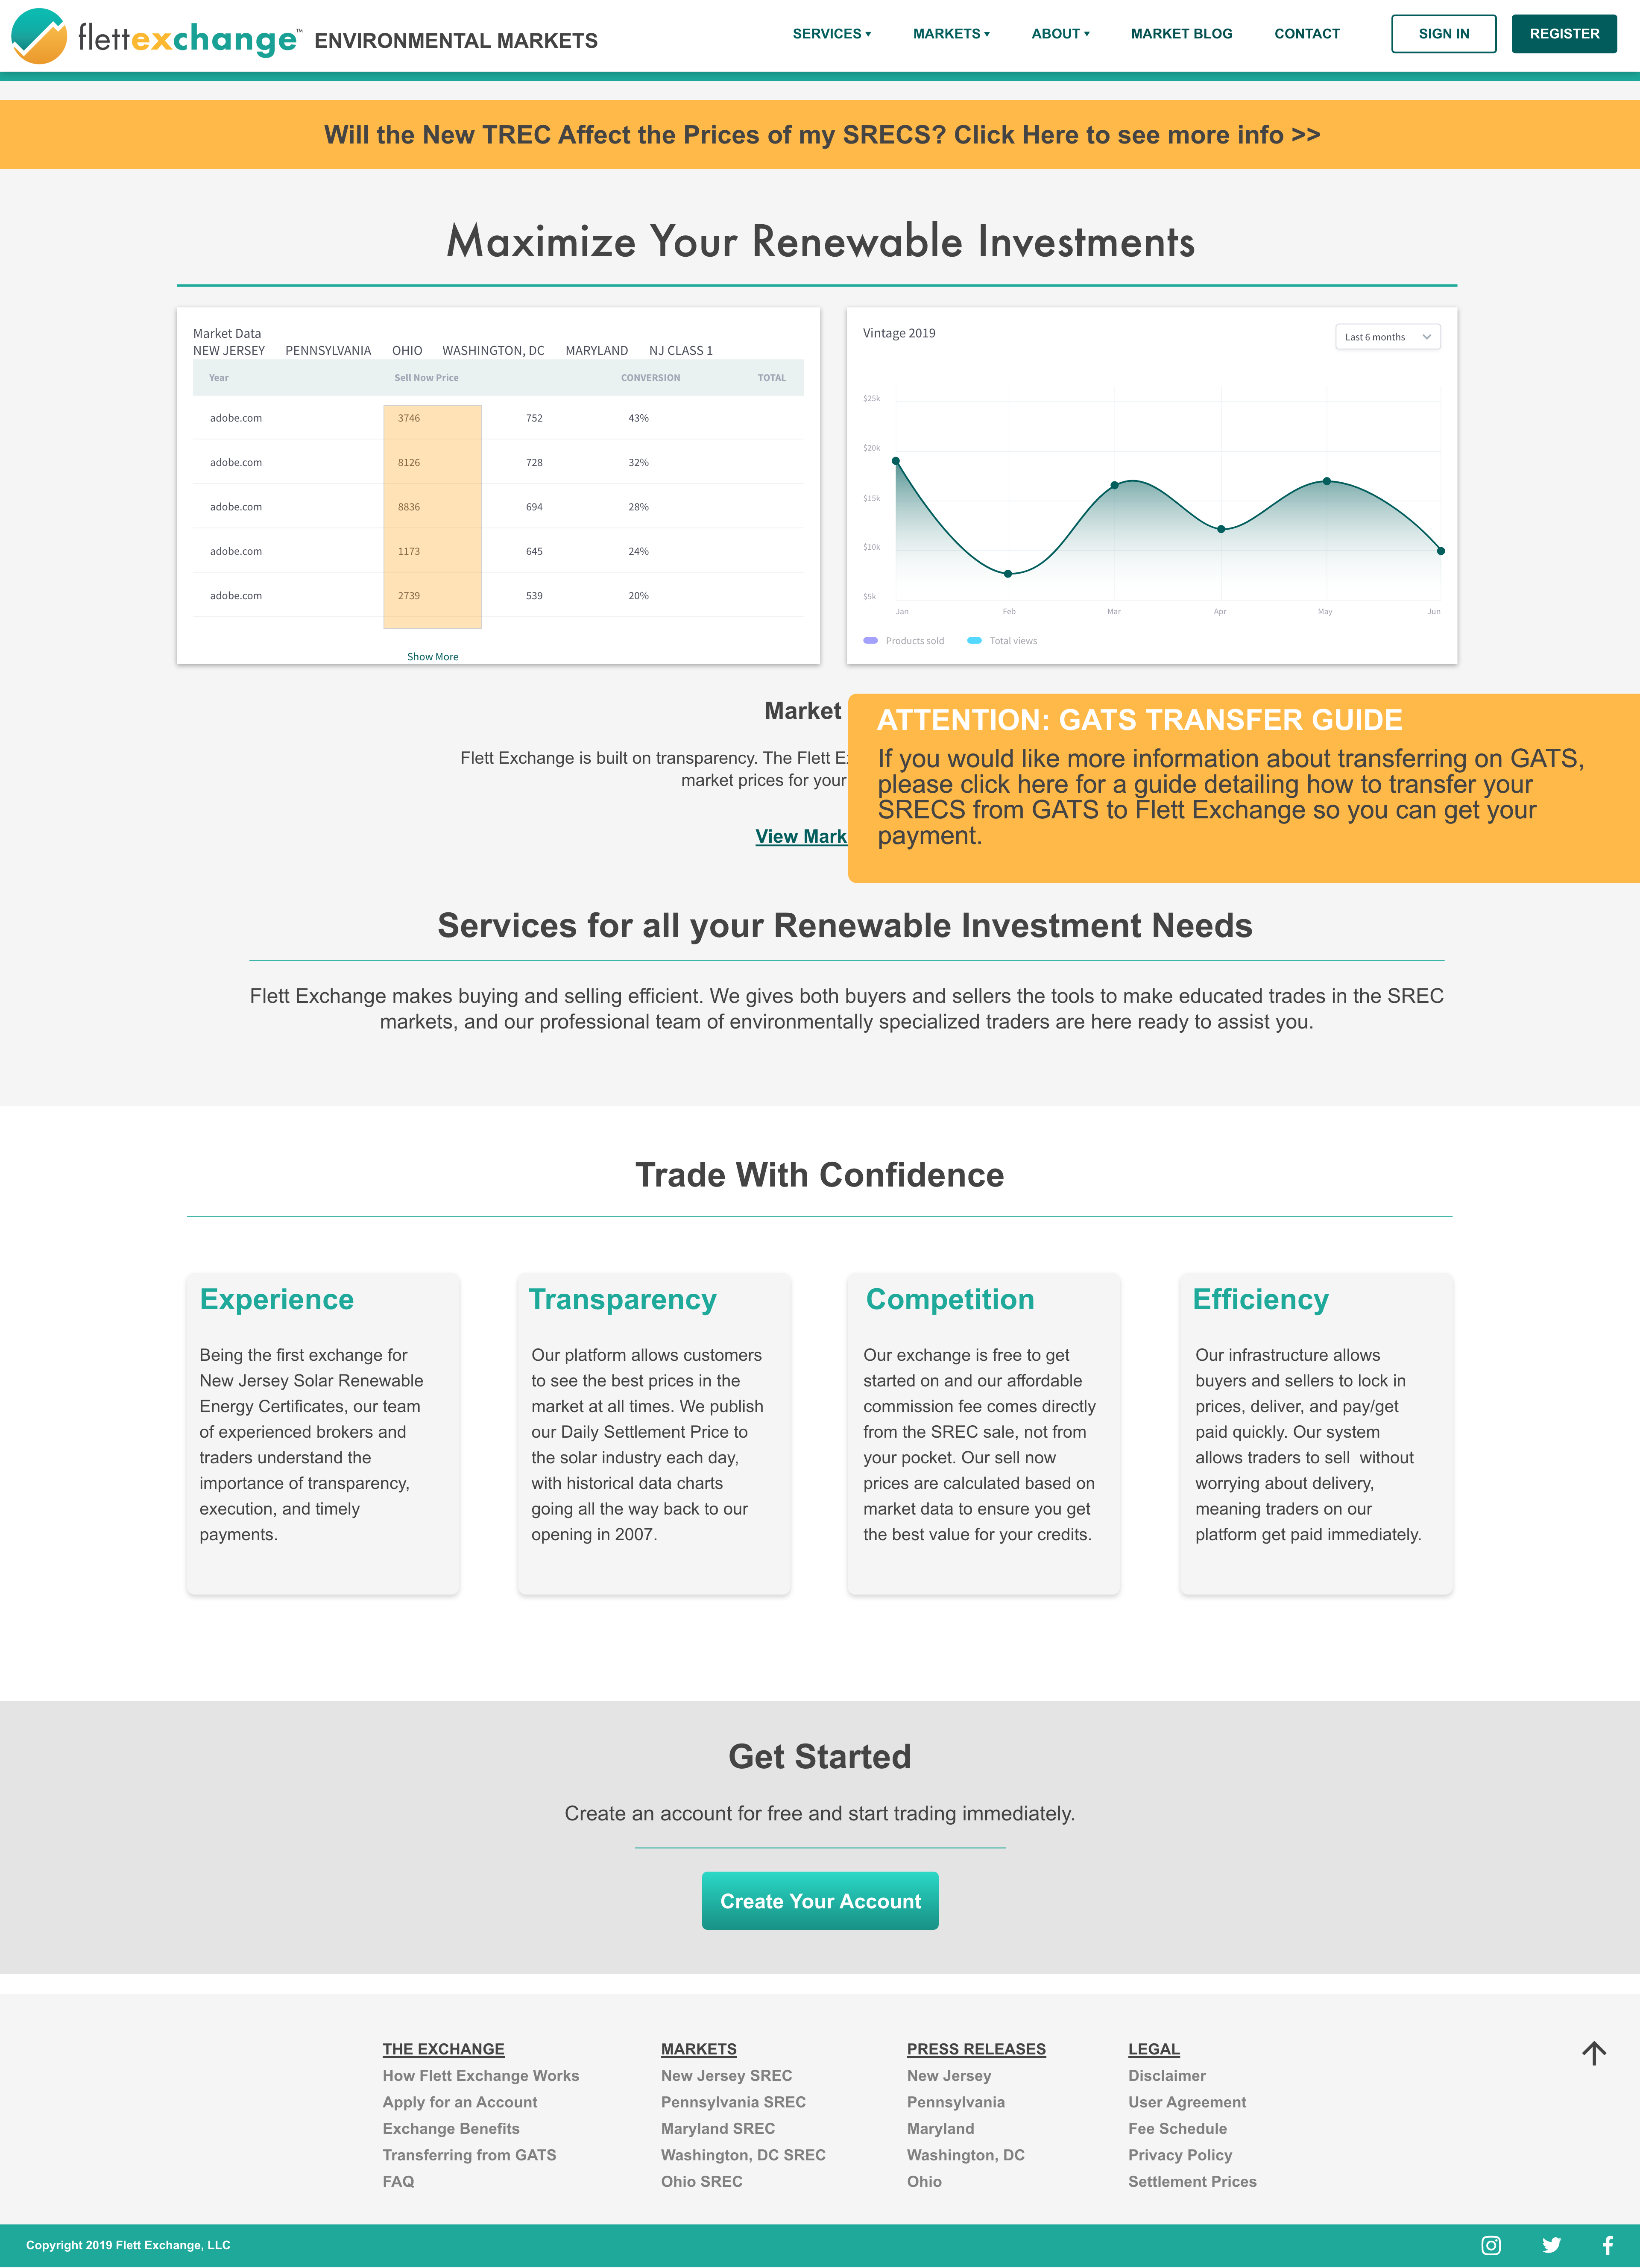 flettexchange™ ENVIRONMENTAL MARKETS
SERVICES ▾ MARKETS ▾ ABOUT ▾ MARKET BLOG CONTACT SIGN IN REGISTER
Will the New TREC Affect the Prices of my SRECS? Click Here to see more info >>
Maximize Your Renewable Investments
Market Data
NEW JERSEY PENNSYLVANIA OHIO WASHINGTON, DC MARYLAND NJ CLASS 1
Year Sell Now Price CONVERSION TOTAL
adobe.com 3746 752 43%
adobe.com 8126 728 32%
adobe.com 8836 694 28%
adobe.com 1173 645 24%
adobe.com 2739 539 20%
Show More
Vintage 2019
Last 6 months
$25k
$20k
$15k
$10k
$5k
Jan Feb Mar Apr May Jun
Products sold Total views
Market
Flett Exchange is built on transparency. The Flett
market prices for your
View
ATTENTION: GATS TRANSFER GUIDE
If you would like more information about transferring on GATS,
please click here for a guide detailing how to transfer your
SRECS from GATS to Flett Exchange so you can get your
payment.
Services for all your Renewable Investment Needs
Flett Exchange makes buying and selling efficient. We gives both buyers and sellers the tools to make educated trades in the SREC
markets, and our professional team of environmentally specialized traders are here ready to assist you.
Trade With Confidence
Experience
Being the first exchange for
New Jersey Solar Renewable
Energy Certificates, our team
of experienced brokers and
traders understand the
importance of transparency,
execution, and timely
payments.
Transparency
Our platform allows customers
to see the best prices in the
market at all times. We publish
our Daily Settlement Price to
the solar industry each day,
with historical data charts
going all the way back to our
opening in 2007.
Competition
Our exchange is free to get
started on and our affordable
commission fee comes directly
from the SREC sale, not from
your pocket. Our sell now
prices are calculated based on
market data to ensure you get
the best value for your credits.
Efficiency
Our infrastructure allows
buyers and sellers to lock in
prices, deliver, and pay/get
paid quickly. Our system
allows traders to sell  without
worrying about delivery,
meaning traders on our
platform get paid immediately.
Get Started
Create an account for free and start trading immediately.
Create Your Account
THE EXCHANGE
How Flett Exchange Works
Apply for an Account
Exchange Benefits
Transferring from GATS
FAQ
MARKETS
New Jersey SREC
Pennsylvania SREC
Maryland SREC
Washington, DC SREC
Ohio SREC
PRESS RELEASES
New Jersey
Pennsylvania
Maryland
Washington, DC
Ohio
LEGAL
Disclaimer
User Agreement
Fee Schedule
Privacy Policy
Settlement Prices
Copyright 2019 Flett Exchange, LLC